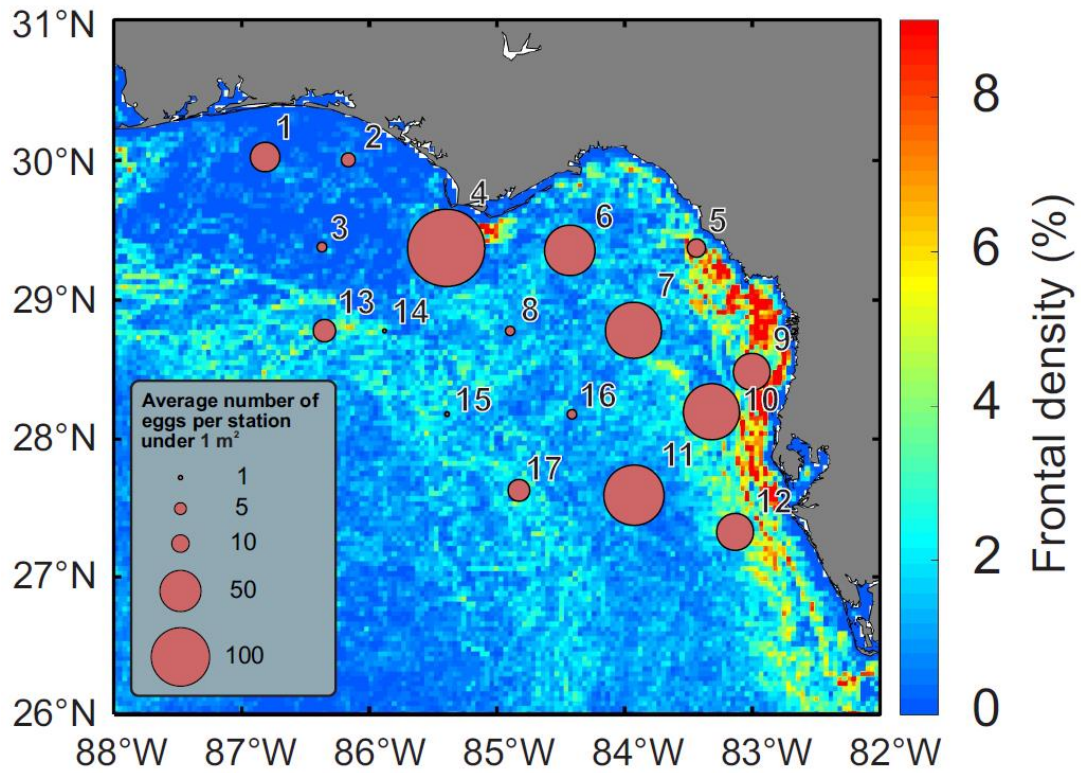 31°N
30°N
29°N
28°N
27°N
26°N
88°W
87°W
86°W
85°W
84°W
83°W
82°W
1
2
3
4
5
6
7
8
9
10
11
12
13
14
15
16
17
Average number of
eggs per station
under 1 m²
1
5
10
50
100
8
6
4
2
0
Frontal density (%)